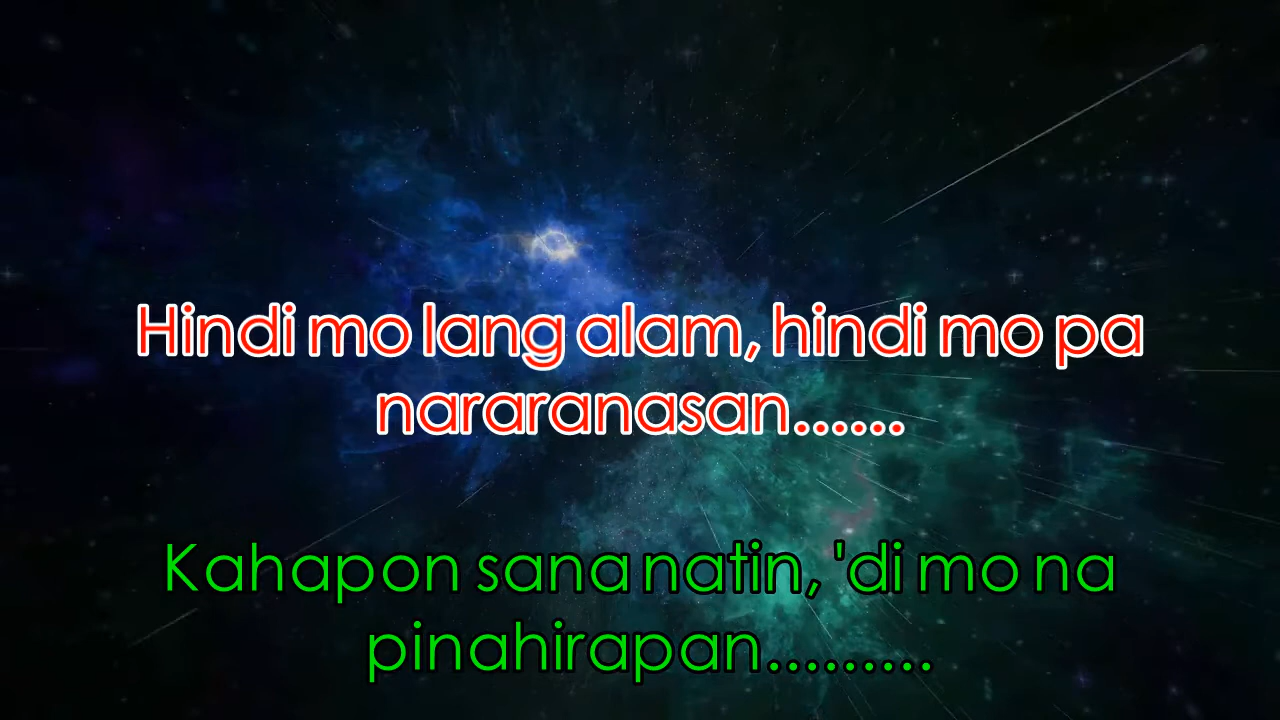 Hindi mo lang alam, hindi mo pa
nararanasan......
Kahapon sana natin, 'di mo na
pinahirapan.........